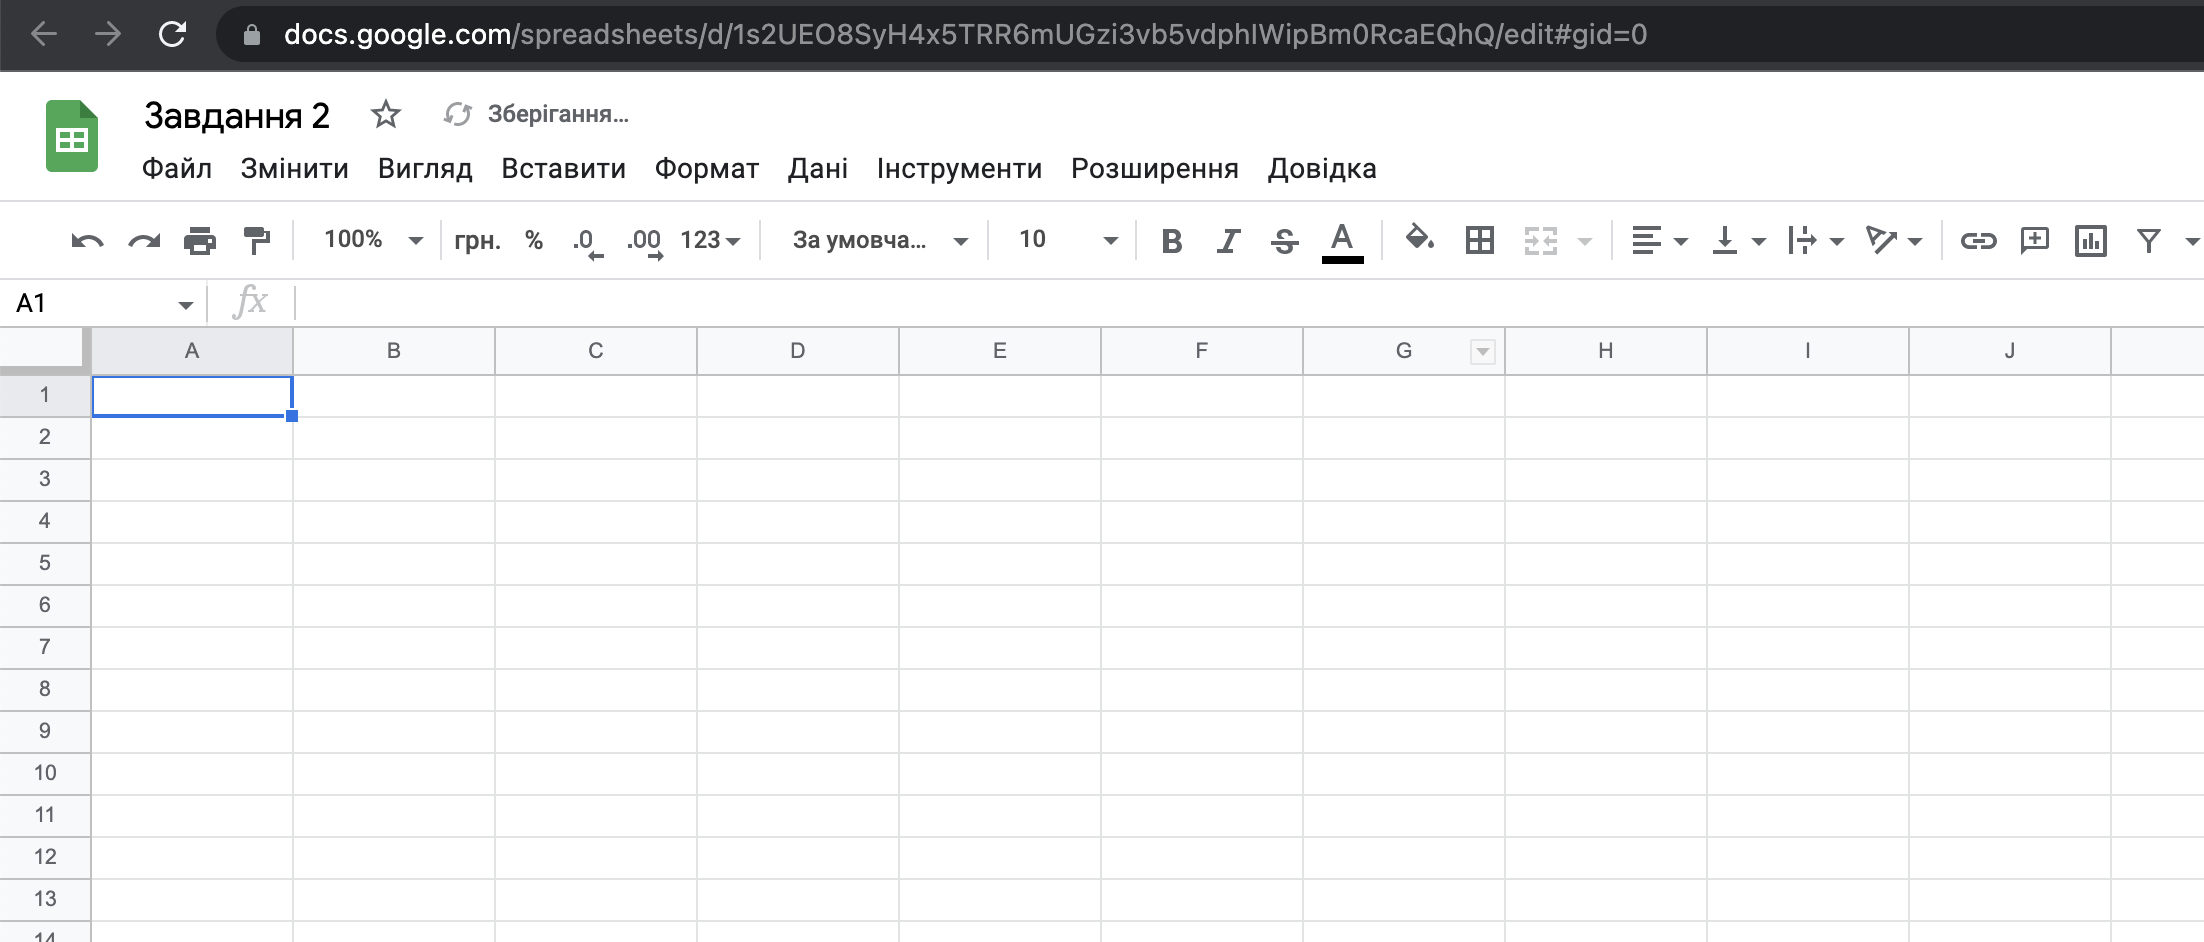 docs.google.com/spreadsheets/d/1s2UEO8SyH4x5TRR6mUGzi3vb5vdphIWipBm0RcaEQhQ/edit#gid=0
Завдання 2 Зберігання...
Файл Змінити Вигляд Вставити Формат Дані Інструменти Розширення Довідка
100% грн. % .0 .00 123 За умовча... 10 B I S A
A1 fx
A B C D E F G H I J
1
2
3
4
5
6
7
8
9
10
11
12
13
14